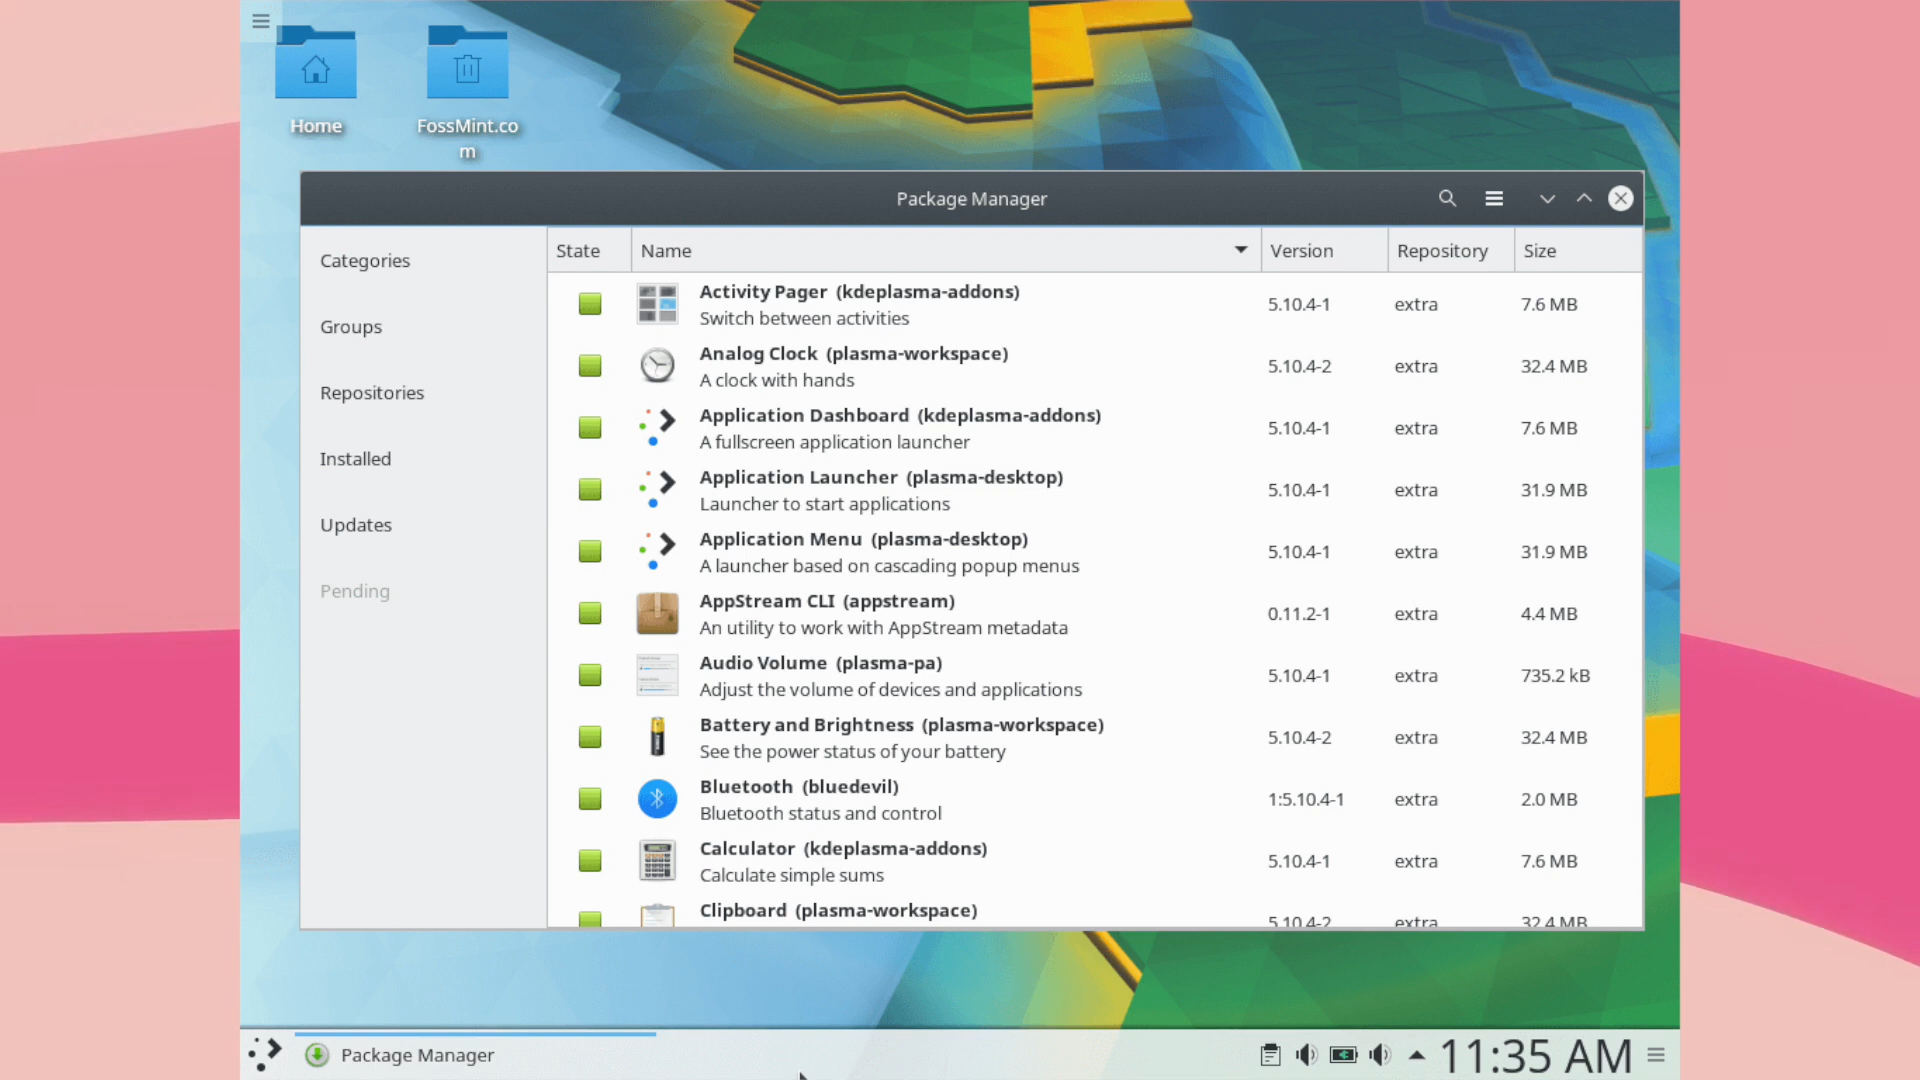 Home
FossMint.co
m
Package Manager
Categories
Groups
Repositories
Installed
Updates
Pending
State Name Version Repository Size
Activity Pager (kdeplasma-addons)
Switch between activities
5.10.4-1 extra 7.6 MB
Analog Clock (plasma-workspace)
A clock with hands
5.10.4-2 extra 32.4 MB
Application Dashboard (kdeplasma-addons)
A fullscreen application launcher
5.10.4-1 extra 7.6 MB
Application Launcher (plasma-desktop)
Launcher to start applications
5.10.4-1 extra 31.9 MB
Application Menu (plasma-desktop)
A launcher based on cascading popup menus
5.10.4-1 extra 31.9 MB
AppStream CLI (appstream)
An utility to work with AppStream metadata
0.11.2-1 extra 4.4 MB
Audio Volume (plasma-pa)
Adjust the volume of devices and applications
5.10.4-1 extra 735.2 kB
Battery and Brightness (plasma-workspace)
See the power status of your battery
5.10.4-2 extra 32.4 MB
Bluetooth (bluedevil)
Bluetooth status and control
1:5.10.4-1 extra 2.0 MB
Calculator (kdeplasma-addons)
Calculate simple sums
5.10.4-1 extra 7.6 MB
Clipboard (plasma-workspace)
5.10.4-2 extra 32.4 MB
Package Manager
11:35 AM